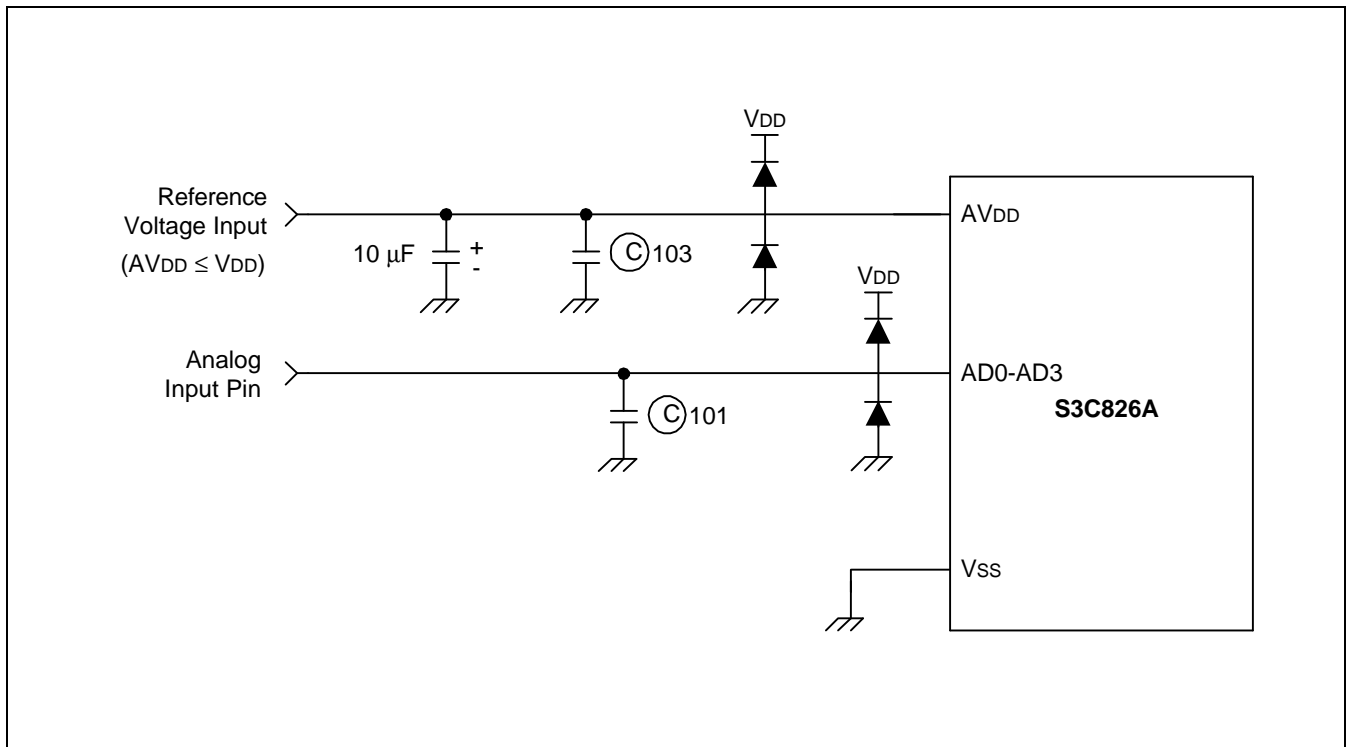 VDD
Reference
Voltage Input
(AVDD ≤ VDD)
10 µF
+
-
C 103
AVDD
VDD
Analog
Input Pin
C 101
AD0-AD3
S3C826A
VSS